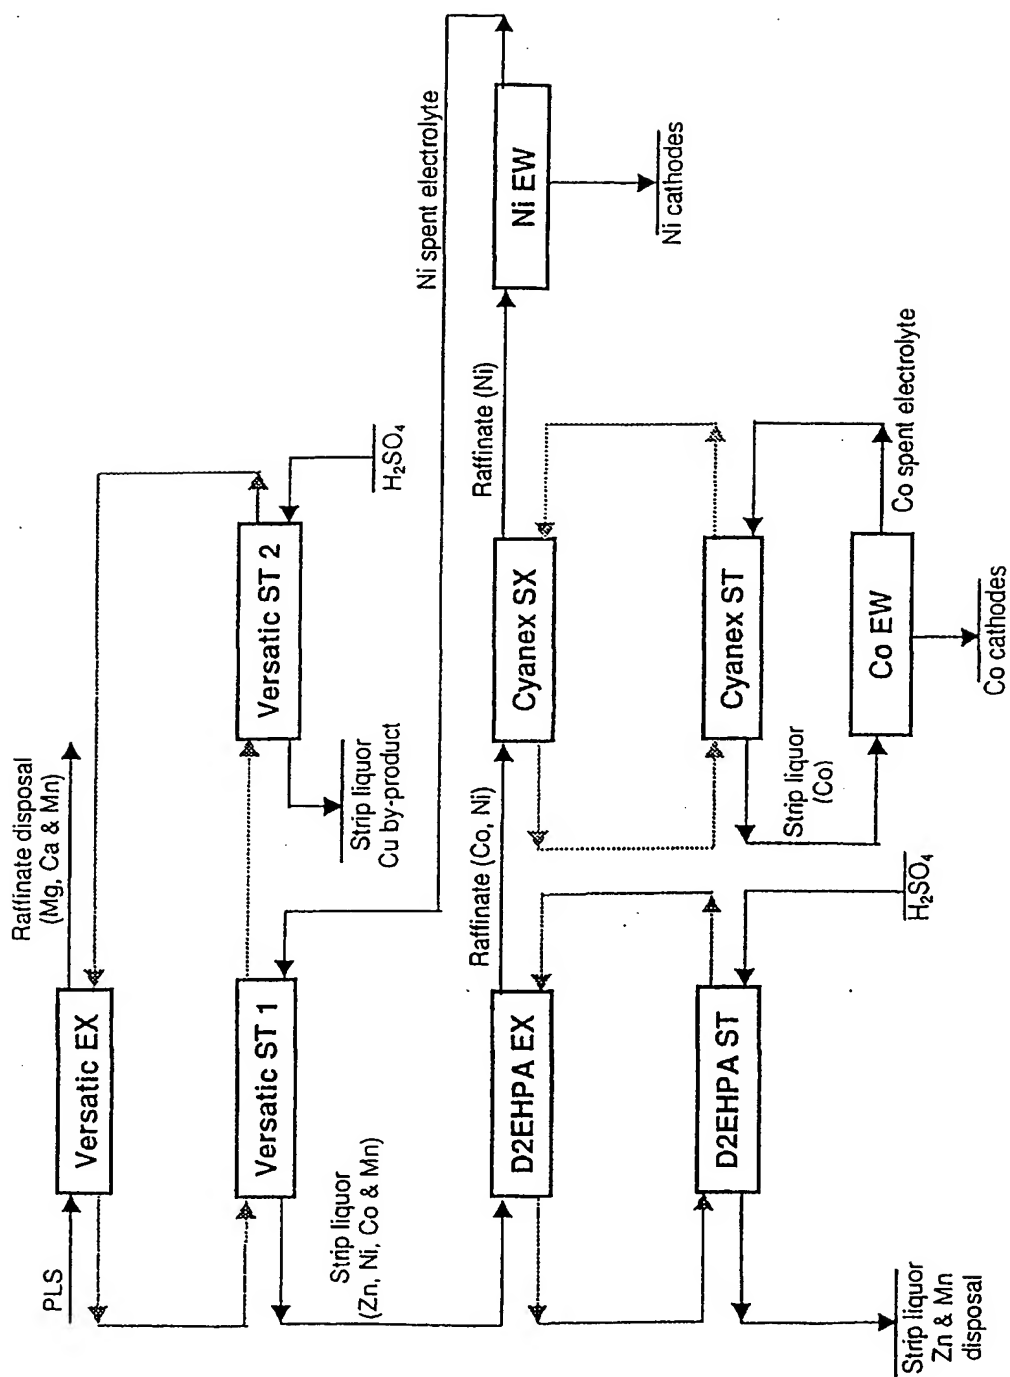 PLS
Versatic EX
Raffinate disposal
(Mg, Ca & Mn)
Versatic ST 1
Versatic ST 2
H₂SO₄
Strip liquor
Cu by-product
Ni spent electrolyte
Strip liquor
(Zn, Ni, Co & Mn)
D2EHPA EX
Raffinate (Co, Ni)
Cyanex SX
Raffinate (Ni)
Ni EW
Ni cathodes
D2EHPA ST
H₂SO₄
Strip liquor
Zn & Mn
disposal
Cyanex ST
Strip liquor
(Co)
Co EW
Co spent electrolyte
Co cathodes